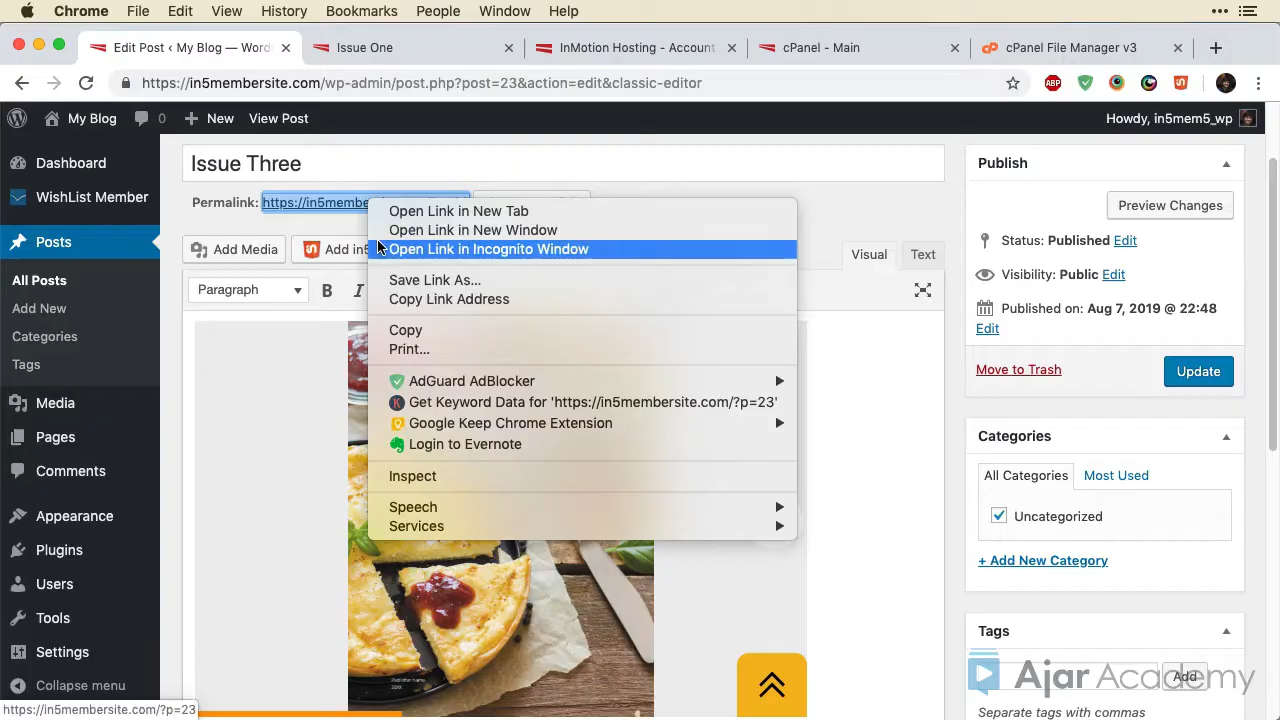 Chrome File Edit View History Bookmarks People Window Help
Edit Post ‹ My Blog — Word
Issue One
InMotion Hosting - Account
cPanel - Main
cPanel File Manager v3
https://in5membersite.com/wp-admin/post.php?post=23&action=edit&classic-editor
My Blog 0 New View Post
Howdy, in5mem5_wp
Dashboard
WishList Member
Posts
All Posts
Add New
Categories
Tags
Media
Pages
Comments
Appearance
Plugins
Users
Tools
Settings
Collapse menu
https://in5membersite.com/?p=23
Issue Three
Permalink: https://in5membe
Add Media
Add in5
Visual Text
Paragraph B I
Open Link in New Tab
Open Link in New Window
Open Link in Incognito Window
Save Link As...
Copy Link Address
Copy
Print...
AdGuard AdBlocker
Get Keyword Data for 'https://in5membersite.com/?p=23'
Google Keep Chrome Extension
Login to Evernote
Inspect
Speech
Services
Publish
Preview Changes
Status: Published Edit
Visibility: Public Edit
Published on: Aug 7, 2019 @ 22:48
Edit
Move to Trash
Update
Categories
All Categories Most Used
Uncategorized
+ Add New Category
Tags
Add
Ajar Academy
Separate tags with commas